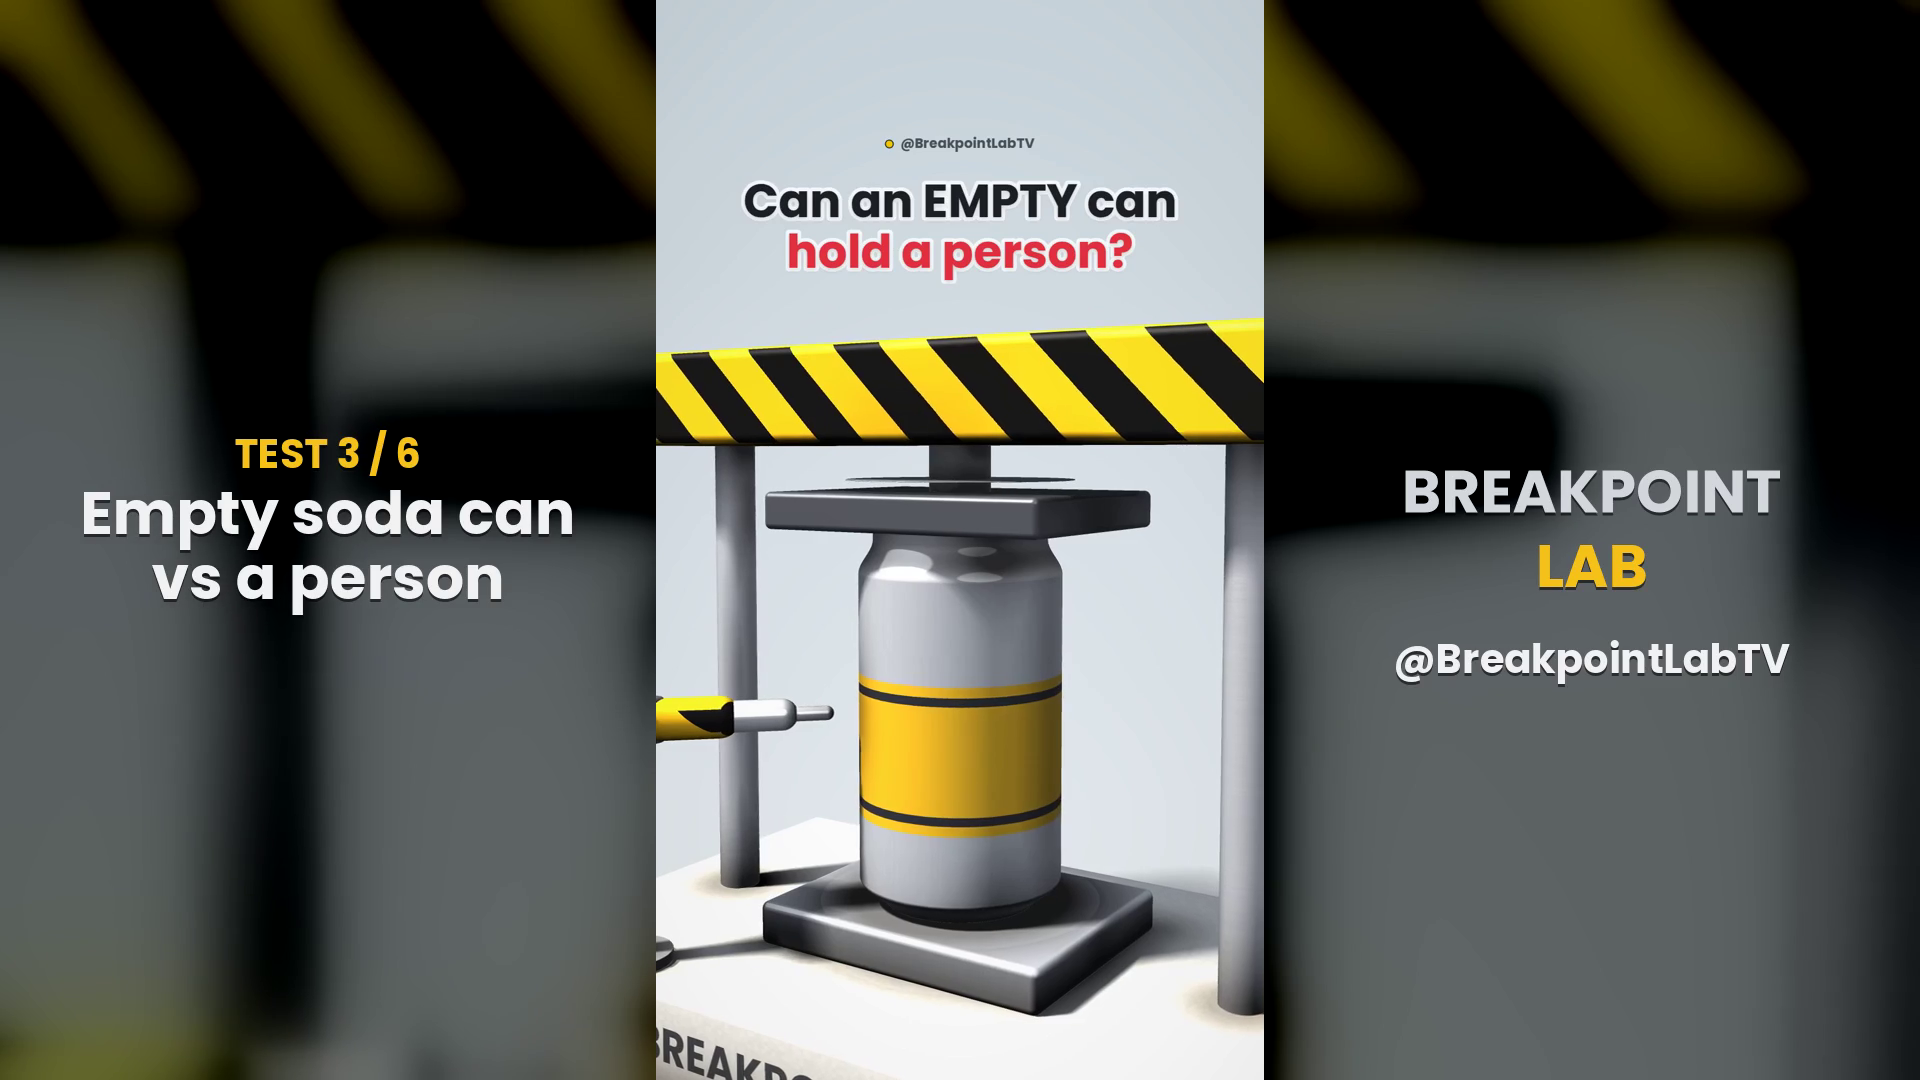 TEST 3 / 6
Empty soda can
vs a person
@BreakpointLabTV
Can an EMPTY can
hold a person?
BREAKPOINT
LAB
@BreakpointLabTV